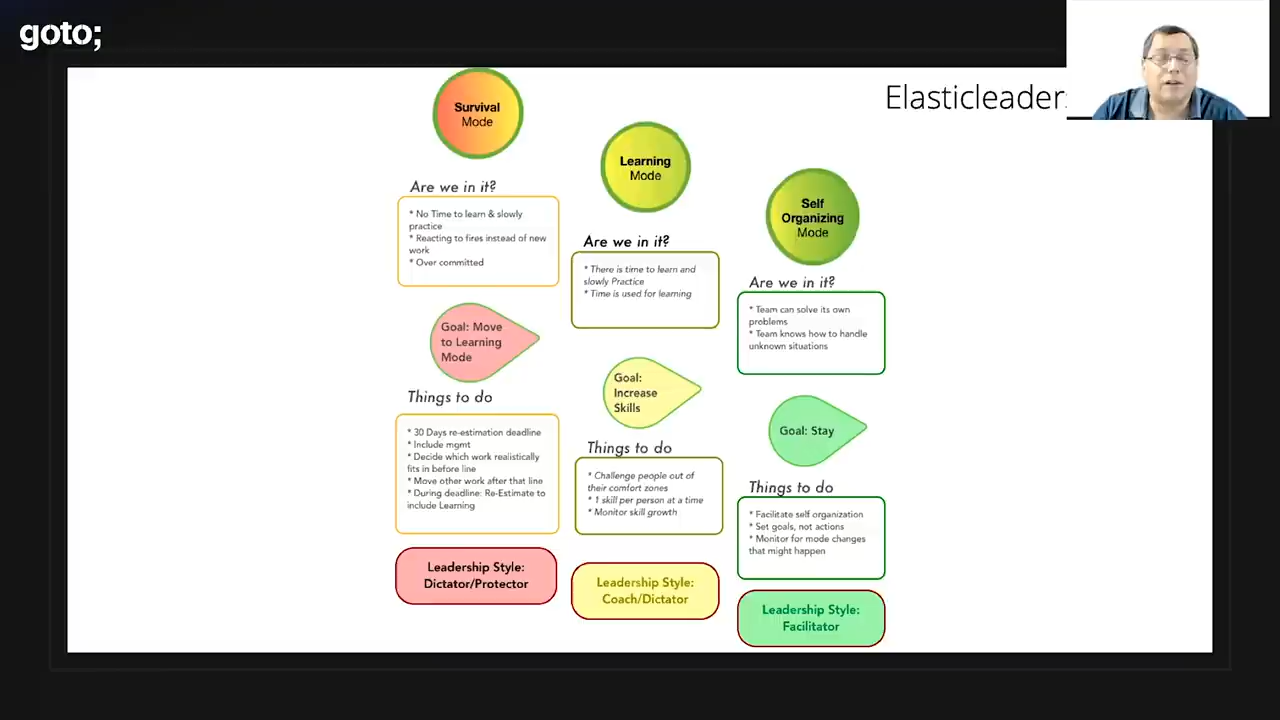 goto;
Elasticleader
Survival
Mode
Are we in it?
* No Time to learn & slowly
practice
* Reacting to fires instead of new
work
* Over committed
Goal: Move
to Learning
Mode
Things to do
* 30 Days re-estimation deadline
* Include mgmt
* Decide which work realistically
fits in before line
* Move other work after that line
* During deadline: Re-Estimate to
include Learning
Leadership Style:
Dictator/Protector
Learning
Mode
Are we in it?
* There is time to learn and
slowly Practice
* Time is used for learning
Goal:
Increase
Skills
Things to do
* Challenge people out of
their comfort zones
* 1 skill per person at a time
* Monitor skill growth
Leadership Style:
Coach/Dictator
Self
Organizing
Mode
Are we in it?
* Team can solve its own
problems
* Team knows how to handle
unknown situations
Goal: Stay
Things to do
* Facilitate self organization
* Set goals, not actions
* Monitor for mode changes
that might happen
Leadership Style:
Facilitator